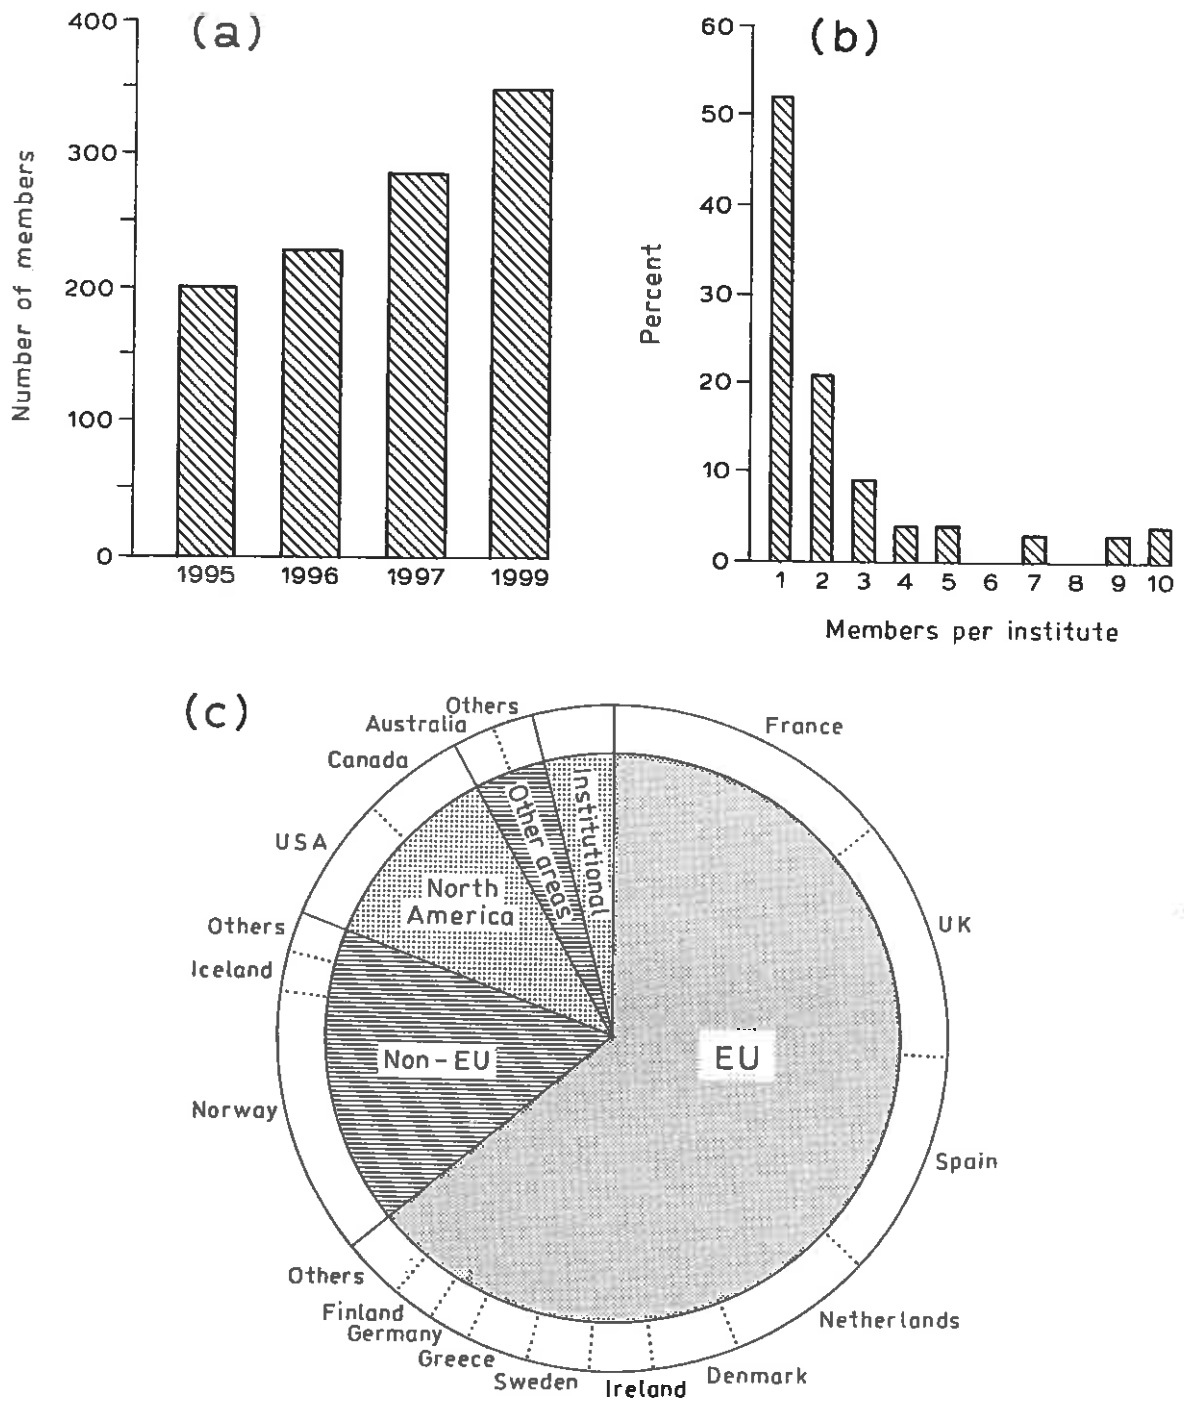 (a)
400
300
200
100
0
Number of members
1995 1996 1997 1999
(b)
60
50
40
30
20
10
0
Percent
1 2 3 4 5 6 7 8 9 10
Members per institute
(c)
Others
Australia
Canada
USA
Others
Iceland
Norway
Others
Finland
Germany
Greece
Sweden
Ireland
Denmark
Netherlands
Spain
UK
France
Institutional
Other areas
North
America
Non-EU
EU